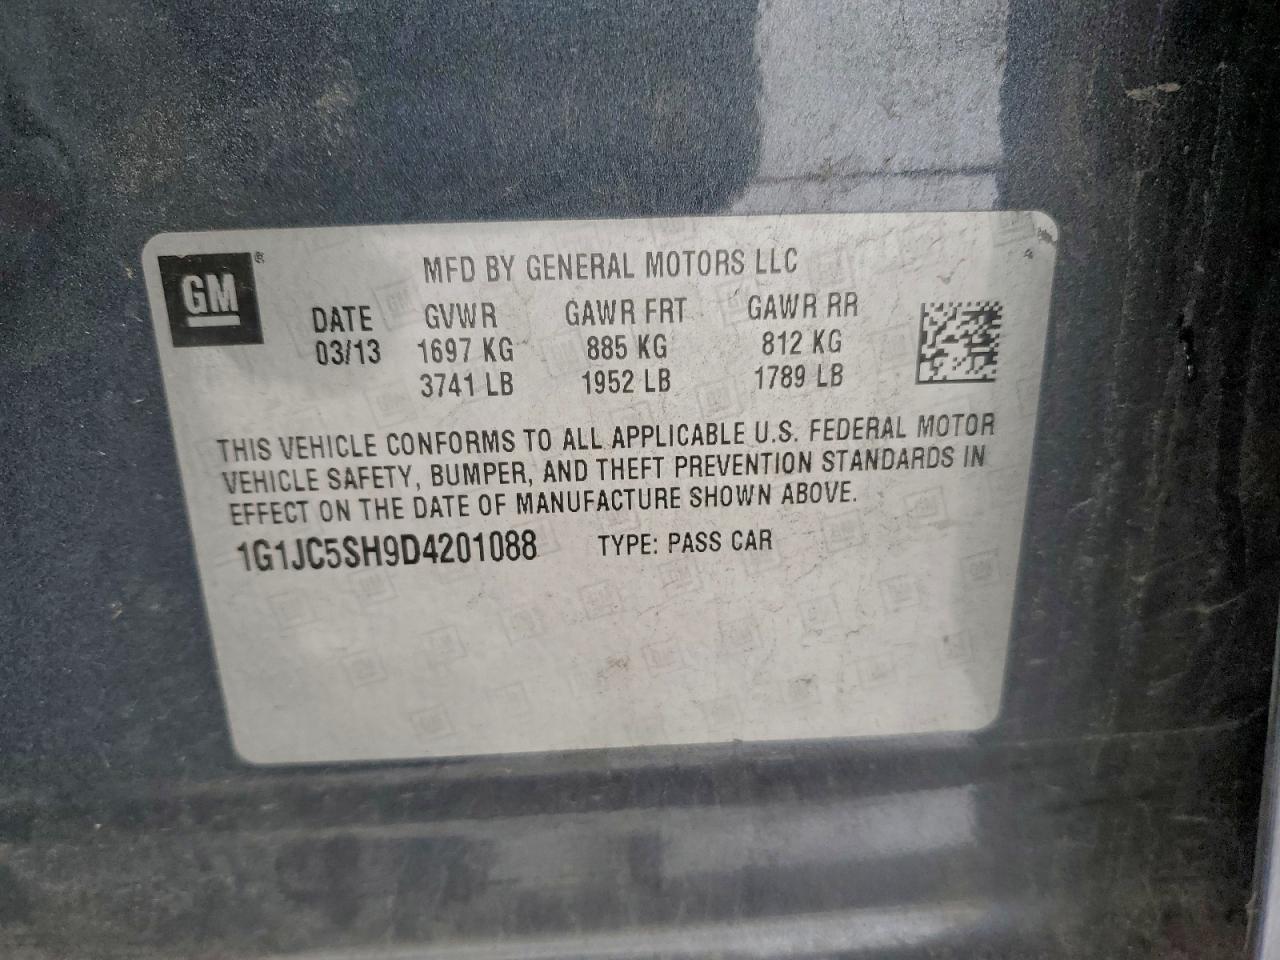 GM®
MFD BY GENERAL MOTORS LLC
DATE GVWR GAWR FRT GAWR RR
03/13 1697 KG 885 KG 812 KG
3741 LB 1952 LB 1789 LB
THIS VEHICLE CONFORMS TO ALL APPLICABLE U.S. FEDERAL MOTOR
VEHICLE SAFETY, BUMPER, AND THEFT PREVENTION STANDARDS IN
EFFECT ON THE DATE OF MANUFACTURE SHOWN ABOVE.
1G1JC5SH9D4201088 TYPE: PASS CAR